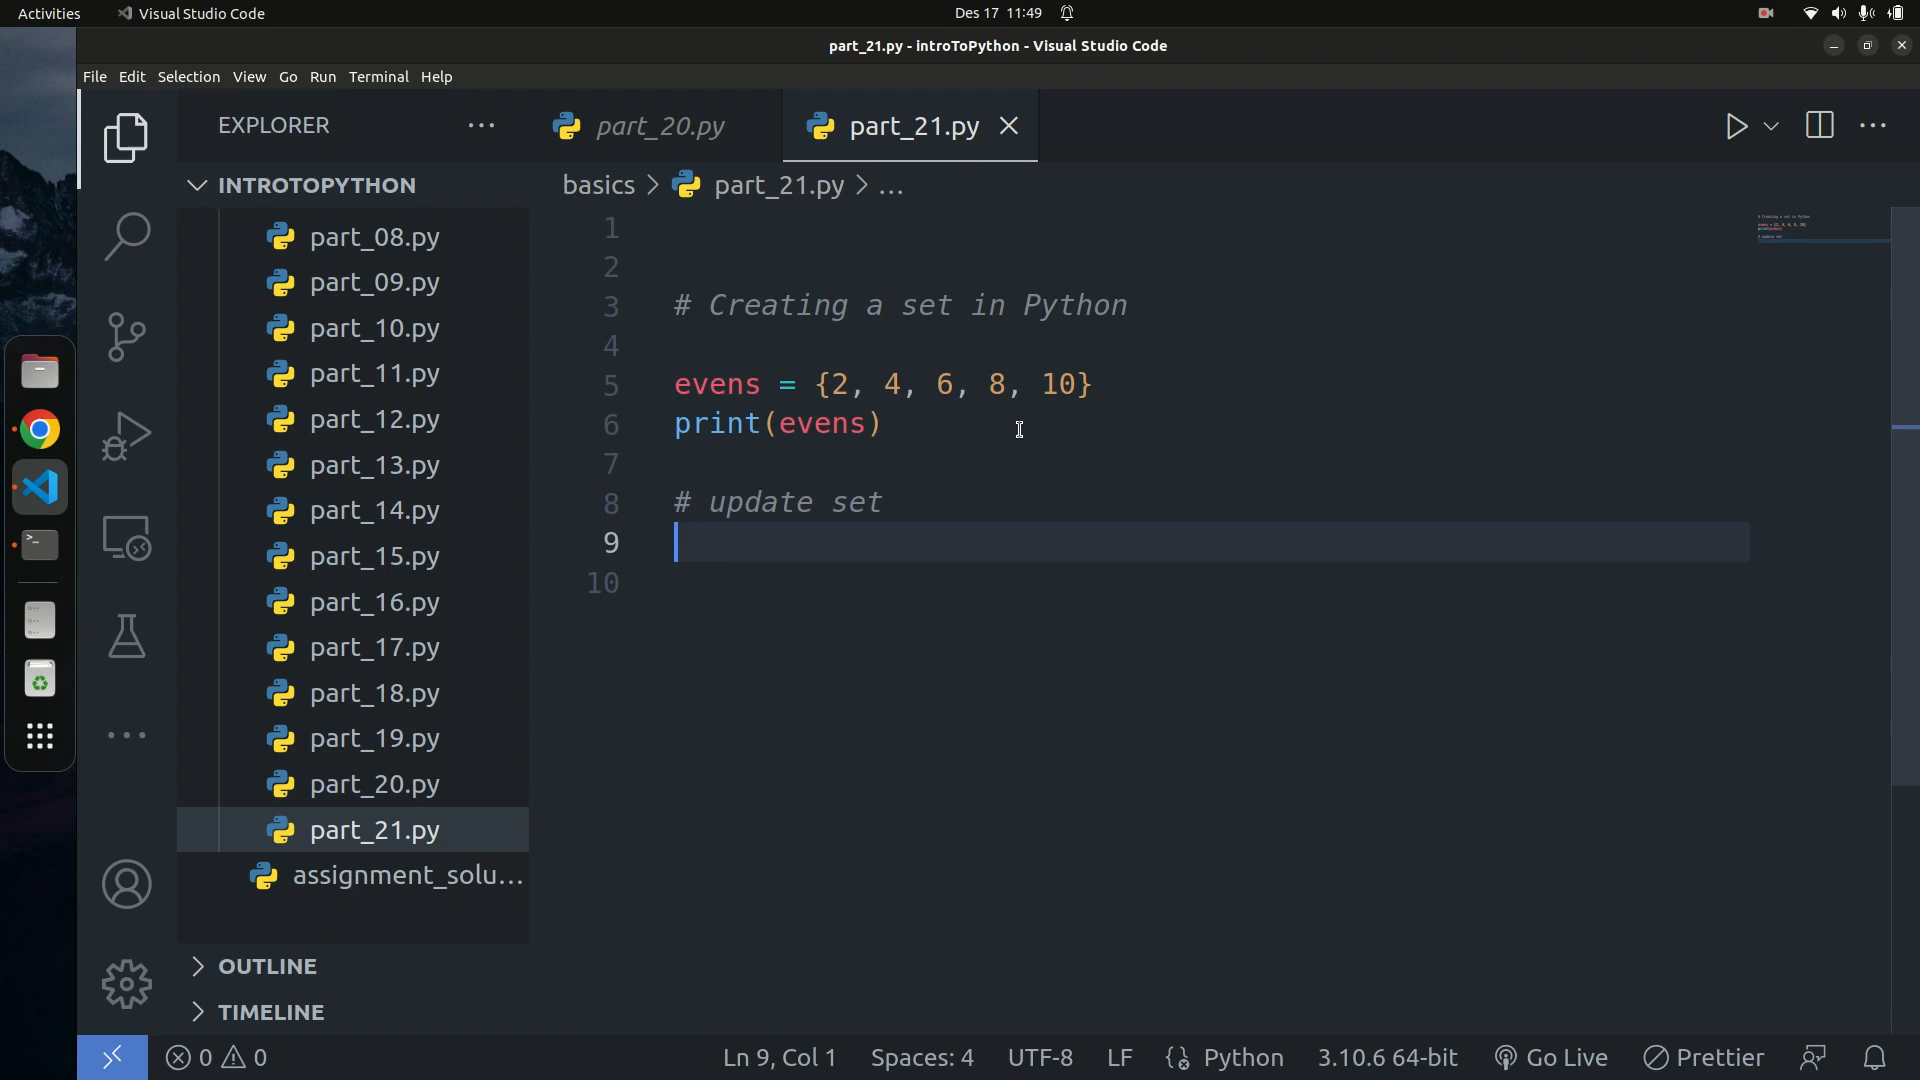 Activities Visual Studio Code Des 17 11:49
part_21.py - introToPython - Visual Studio Code
File Edit Selection View Go Run Terminal Help
EXPLORER
part_20.py
part_21.py
INTROTOPYTHON
basics > part_21.py > ...
part_08.py
part_09.py
part_10.py
part_11.py
part_12.py
part_13.py
part_14.py
part_15.py
part_16.py
part_17.py
part_18.py
part_19.py
part_20.py
part_21.py
assignment_solu...
OUTLINE
TIMELINE
1
2
3 # Creating a set in Python
4
5 evens = {2, 4, 6, 8, 10}
6 print(evens)
7
8 # update set
9
10
0 0 Ln 9, Col 1 Spaces: 4 UTF-8 LF Python 3.10.6 64-bit Go Live Prettier